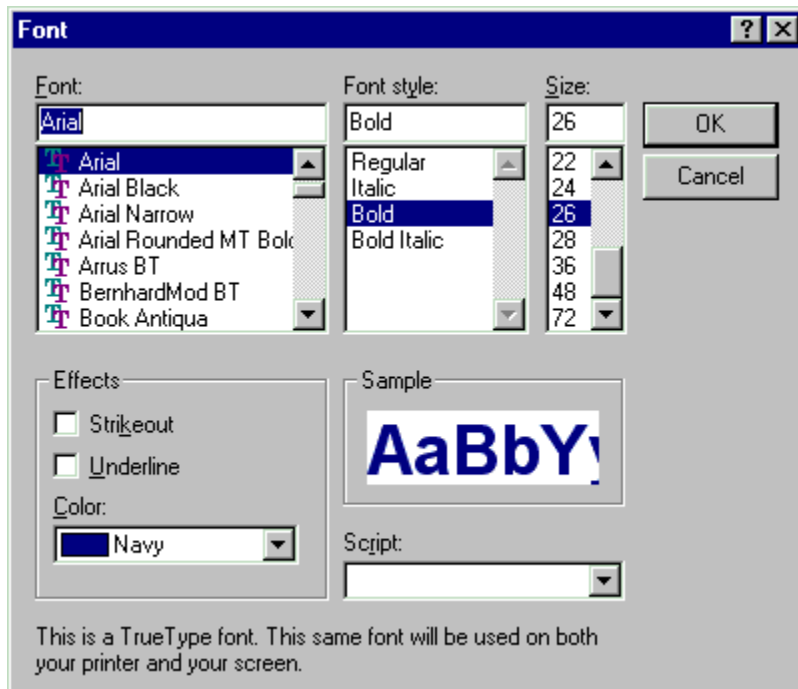 Font
Font:
Arial
Arial
Arial Black
Arial Narrow
Arial Rounded MT Bold
Arrus BT
BernhardMod BT
Book Antiqua
Font style:
Bold
Regular
Italic
Bold
Bold Italic
Size:
26
22
24
26
28
36
48
72
OK
Cancel
Effects
Strikeout
Underline
Color:
Navy
Sample
AaBbYy
Script:
This is a TrueType font. This same font will be used on both
your printer and your screen.